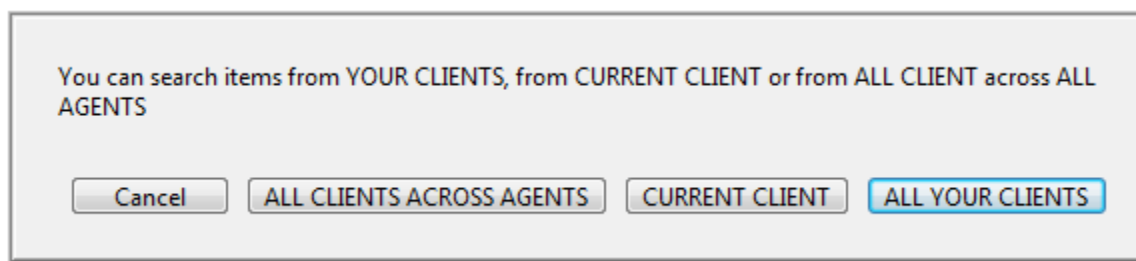 You can search items from YOUR CLIENTS, from CURRENT CLIENT or from ALL CLIENT across ALL
AGENTS
Cancel ALL CLIENTS ACROSS AGENTS CURRENT CLIENT ALL YOUR CLIENTS